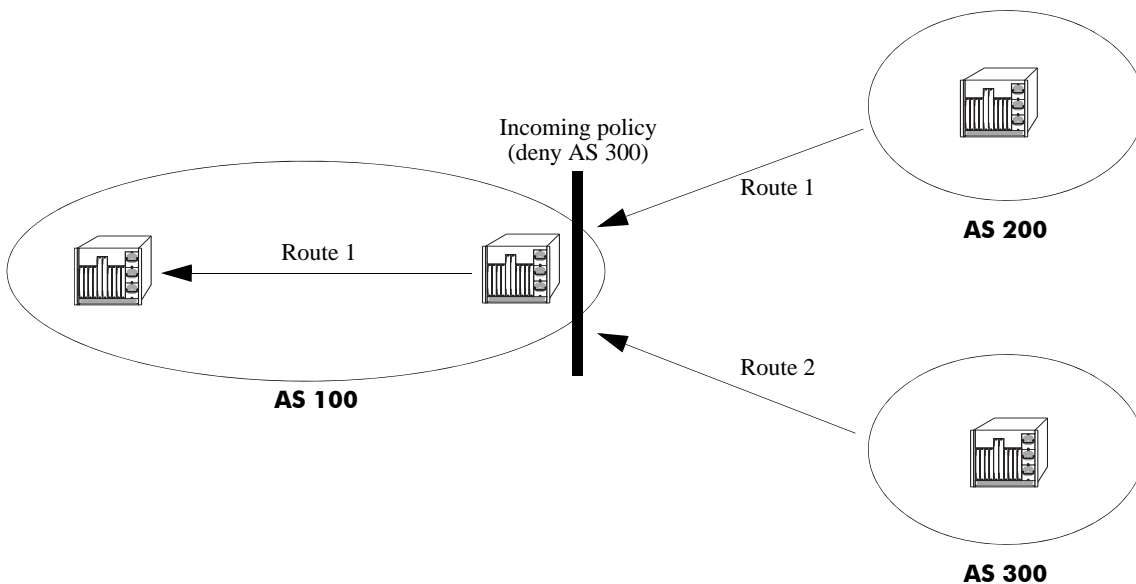 Incoming policy
(deny AS 300)
Route 1
AS 200
Route 1
AS 100
Route 2
AS 300